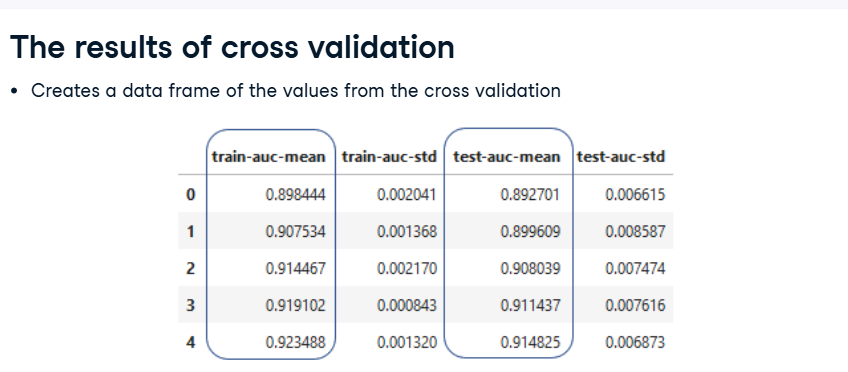 The results of cross validation
• Creates a data frame of the values from the cross validation
train-auc-mean train-auc-std test-auc-mean test-auc-std
0 0.898444 0.002041 0.892701 0.006615
1 0.907534 0.001368 0.899609 0.008587
2 0.914467 0.002170 0.908039 0.007474
3 0.919102 0.000843 0.911437 0.007616
4 0.923488 0.001320 0.914825 0.006873